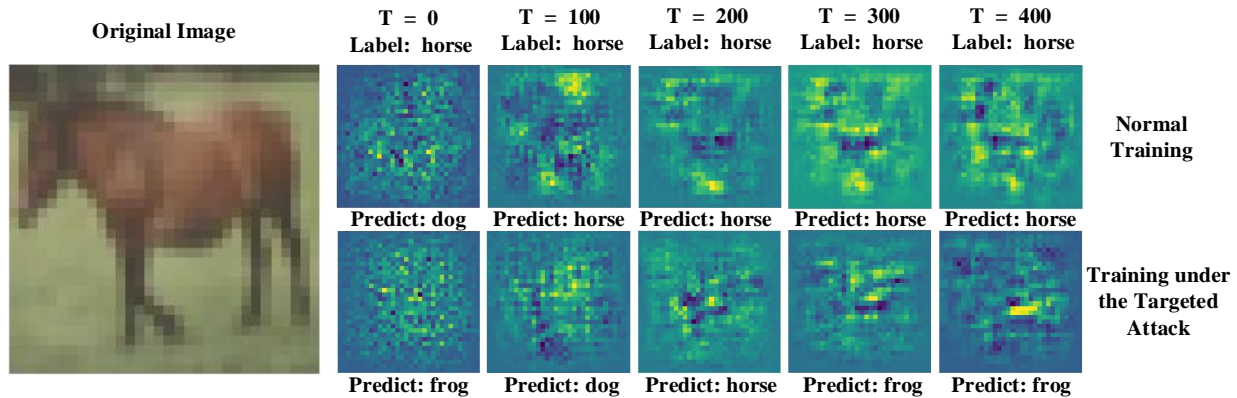 Original Image
T = 0
Label: horse
T = 100
Label: horse
T = 200
Label: horse
T = 300
Label: horse
T = 400
Label: horse
Normal
Training
Predict: dog
Predict: horse
Predict: horse
Predict: horse
Predict: horse
Training under
the Targeted
Attack
Predict: frog
Predict: dog
Predict: horse
Predict: frog
Predict: frog